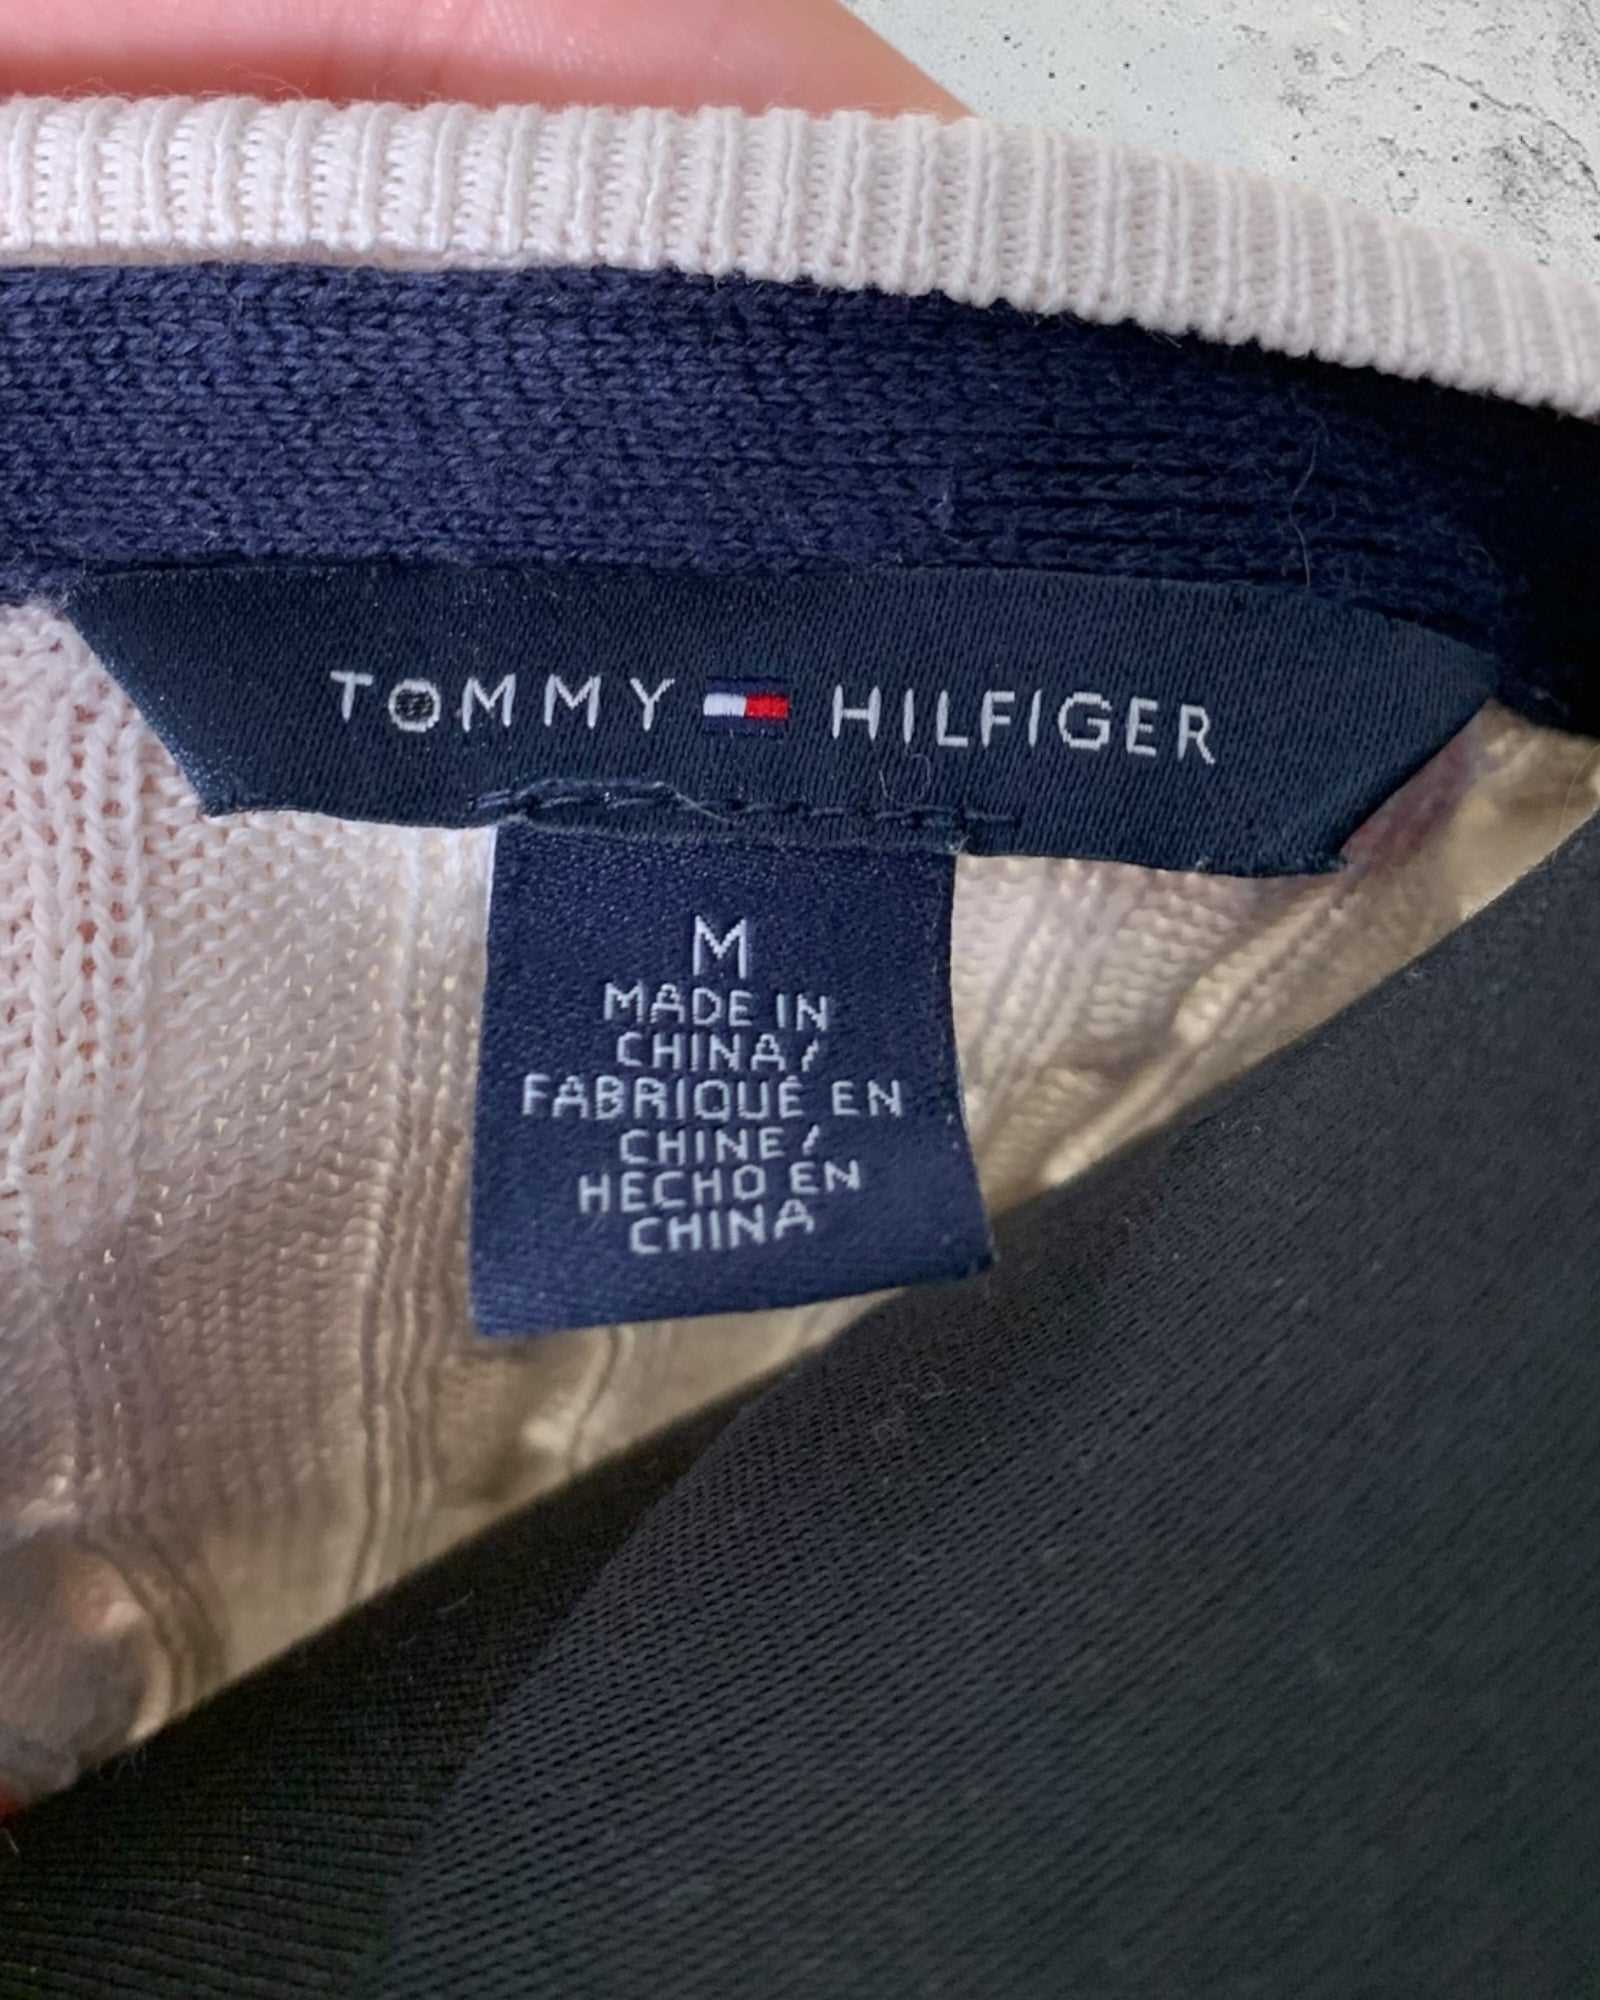 TOMMY HILFIGER
M
MADE IN
CHINA/
FABRIQUÉ EN
CHINE/
HECHO EN
CHINA